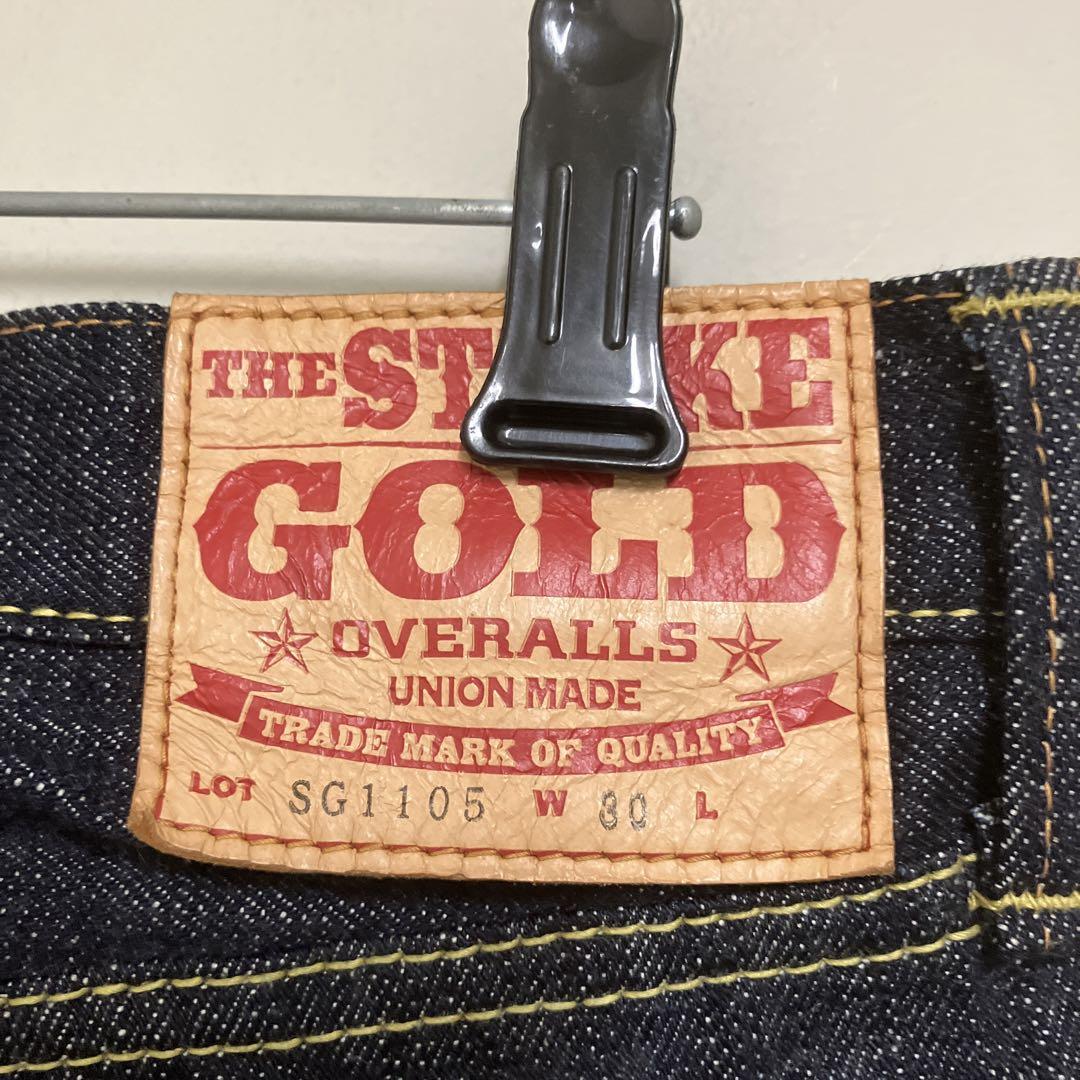 THE
GOLD
OVERALLS
UNION MADE
TRADE MARK OF QUALITY
LOT SG1105 W 30 L